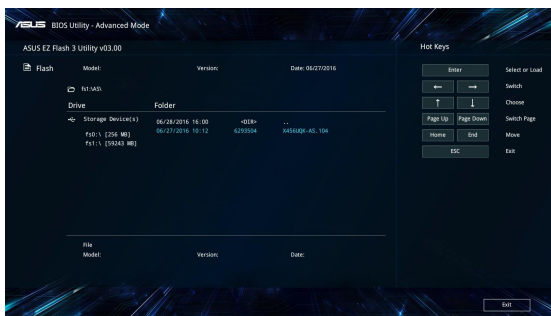 ASUS BIOS Utility - Advanced Mode
ASUS EZ Flash 3 Utility v03.00
Hot Keys
Flash
Model: Version: Date: 06/27/2016
fs1:\AS\
Drive Folder
Storage Device(s)
fs0:\ [256 MB]
fs1:\ [59243 MB]
06/28/2016 16:00 <DIR> ..
06/27/2016 10:12 6293504 X456UQK-AS.104
File
Model: Version: Date:
Enter Select or Load
← → Switch
↑ ↓ Choose
Page Up Page Down Switch Page
Home End Move
ESC Exit
Exit